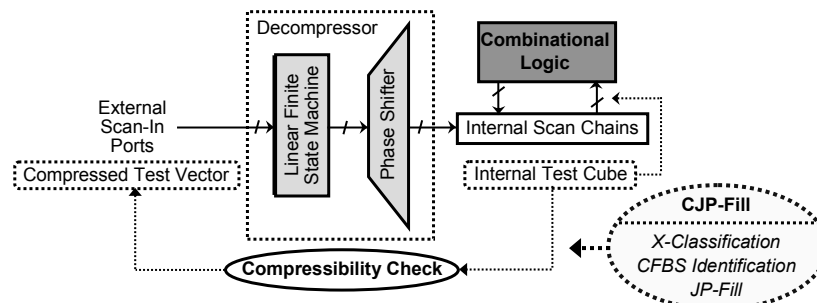 Decompressor
Combinational
Logic
External
Scan-In
Ports
Linear Finite
State Machine
Phase Shifter
Internal Scan Chains
Compressed Test Vector
Internal Test Cube
CJP-Fill
X-Classification
CFBS Identification
JP-Fill
Compressibility Check